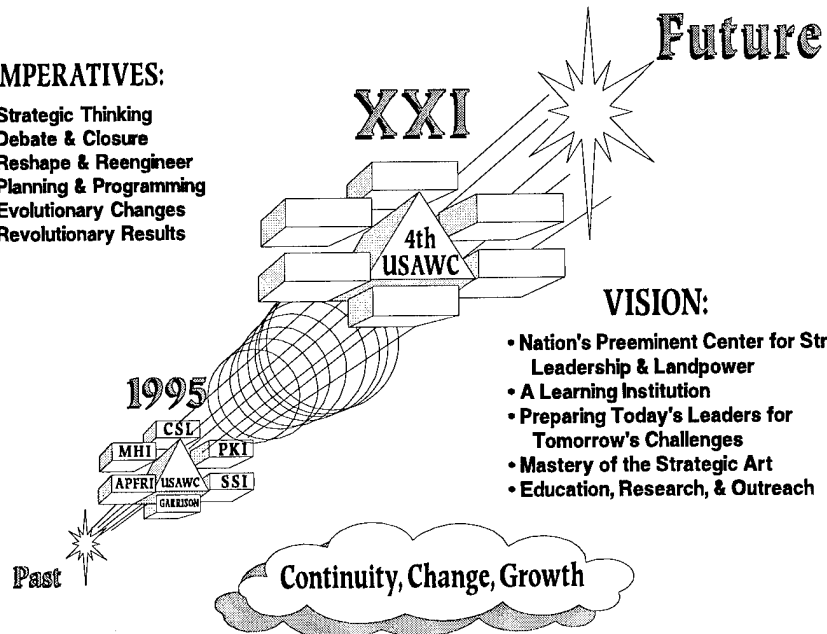 Future
MPERATIVES:
Strategic Thinking
Debate & Closure
Reshape & Reengineer
Planning & Programming
Evolutionary Changes
Revolutionary Results
XXI
4th
USAWC
VISION:
• Nation's Preeminent Center for Str
Leadership & Landpower
• A Learning Institution
• Preparing Today's Leaders for
Tomorrow's Challenges
• Mastery of the Strategic Art
• Education, Research, & Outreach
1995
CSL
MHI
PKI
APFRI
USAWC
SSI
GARRISON
Past
Continuity, Change, Growth